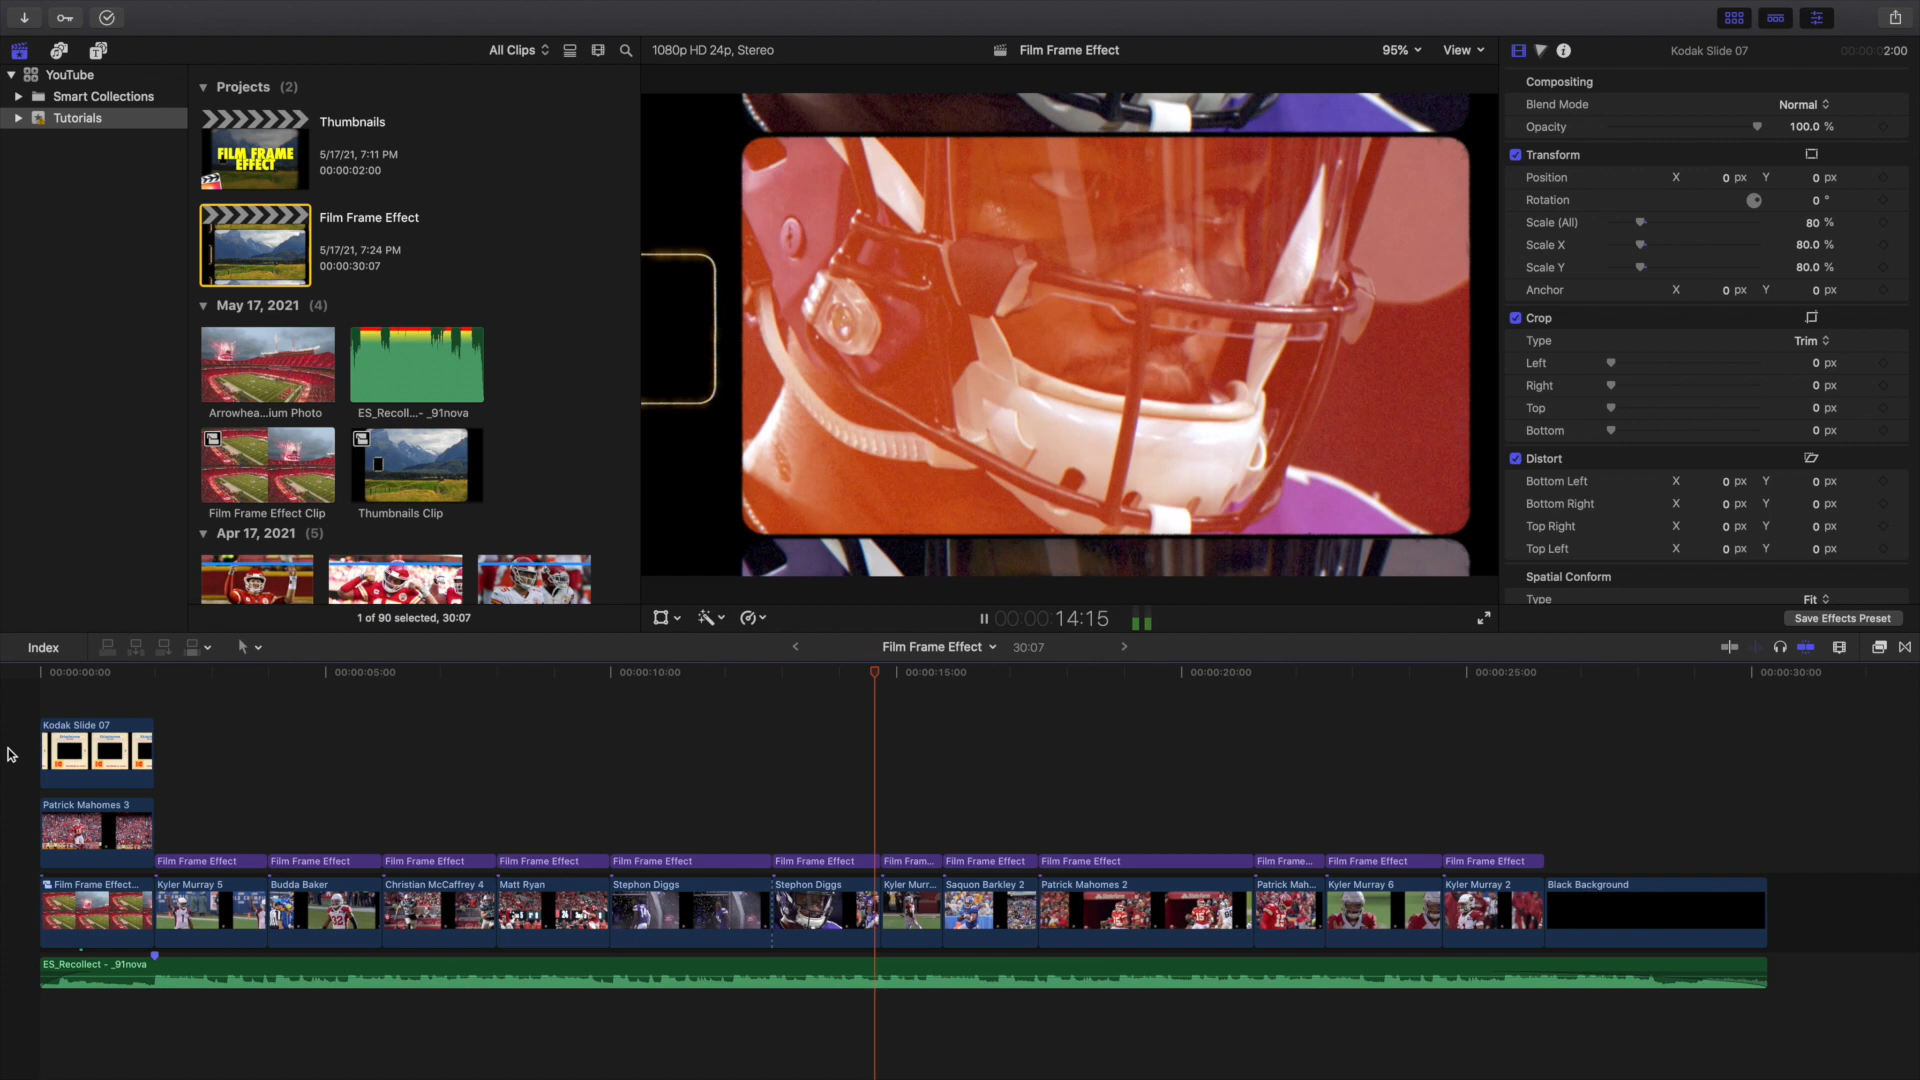 All Clips
1080p HD 24p, Stereo
Film Frame Effect
95%
View
Kodak Slide 07
00:00:02:00
YouTube
Smart Collections
Tutorials
Projects (2)
FILM FRAME
EFFECT
Thumbnails
5/17/21, 7:11 PM
00:00:02:00
Film Frame Effect
5/17/21, 7:24 PM
00:00:30:07
May 17, 2021 (4)
Arrowhea...ium Photo
ES_Recoll...- _91nova
Film Frame Effect Clip
Thumbnails Clip
Apr 17, 2021 (5)
1 of 90 selected, 30:07
00:00:14:15
Compositing
Blend Mode Normal
Opacity 100.0 %
Transform
Position X 0 px Y 0 px
Rotation 0 °
Scale (All) 80 %
Scale X 80.0 %
Scale Y 80.0 %
Anchor X 0 px Y 0 px
Crop
Type Trim
Left 0 px
Right 0 px
Top 0 px
Bottom 0 px
Distort
Bottom Left X 0 px Y 0 px
Bottom Right X 0 px Y 0 px
Top Right X 0 px Y 0 px
Top Left X 0 px Y 0 px
Spatial Conform
Type Fit
Save Effects Preset
Index
Film Frame Effect
30:07
00:00:00:00
00:00:05:00
00:00:10:00
00:00:15:00
00:00:20:00
00:00:25:00
00:00:30:00
Kodak Slide 07
Patrick Mahomes 3
Film Frame Effect
Film Frame Effect
Film Frame Effect
Film Frame Effect
Film Frame Effect
Film Frame Effect
Film Fram...
Film Frame Effect
Film Frame Effect
Film Frame...
Film Frame Effect
Film Frame Effect
Film Frame Effect...
Kyler Murray 5
Budda Baker
Christian McCaffrey 4
Matt Ryan
Stephon Diggs
Stephon Diggs
Kyler Murr...
Saquon Barkley 2
Patrick Mahomes 2
Patrick Mah...
Kyler Murray 6
Kyler Murray 2
Black Background
ES_Recollect - _91nova